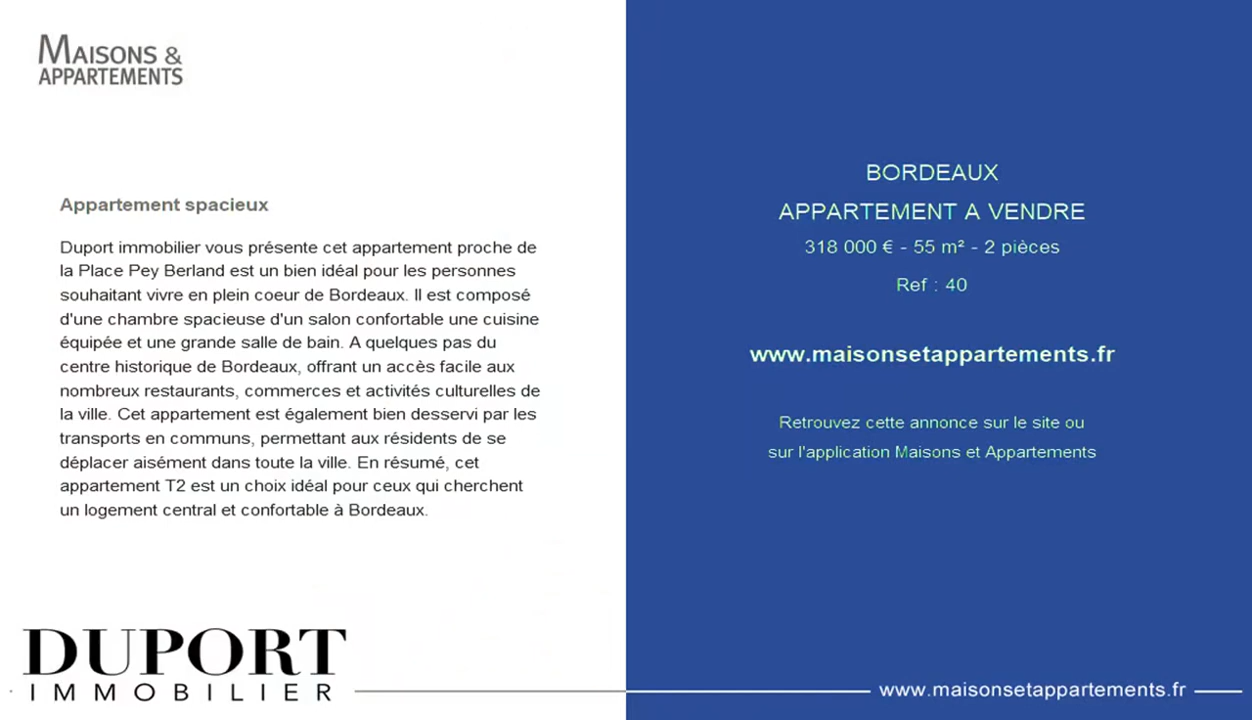 MAISONS &
APPARTEMENTS
Appartement spacieux
Duport immobilier vous présente cet appartement proche de
la Place Pey Berland est un bien idéal pour les personnes
souhaitant vivre en plein coeur de Bordeaux. Il est composé
d'une chambre spacieuse d'un salon confortable une cuisine
équipée et une grande salle de bain. A quelques pas du
centre historique de Bordeaux, offrant un accès facile aux
nombreux restaurants, commerces et activités culturelles de
la ville. Cet appartement est également bien desservi par les
transports en communs, permettant aux résidents de se
déplacer aisément dans toute la ville. En résumé, cet
appartement T2 est un choix idéal pour ceux qui cherchent
un logement central et confortable à Bordeaux.
DUPORT
IMMOBILIER
BORDEAUX
APPARTEMENT A VENDRE
318 000 € - 55 m² - 2 pièces
Ref : 40
www.maisonsetappartements.fr
Retrouvez cette annonce sur le site ou
sur l'application Maisons et Appartements
www.maisonsetappartements.fr